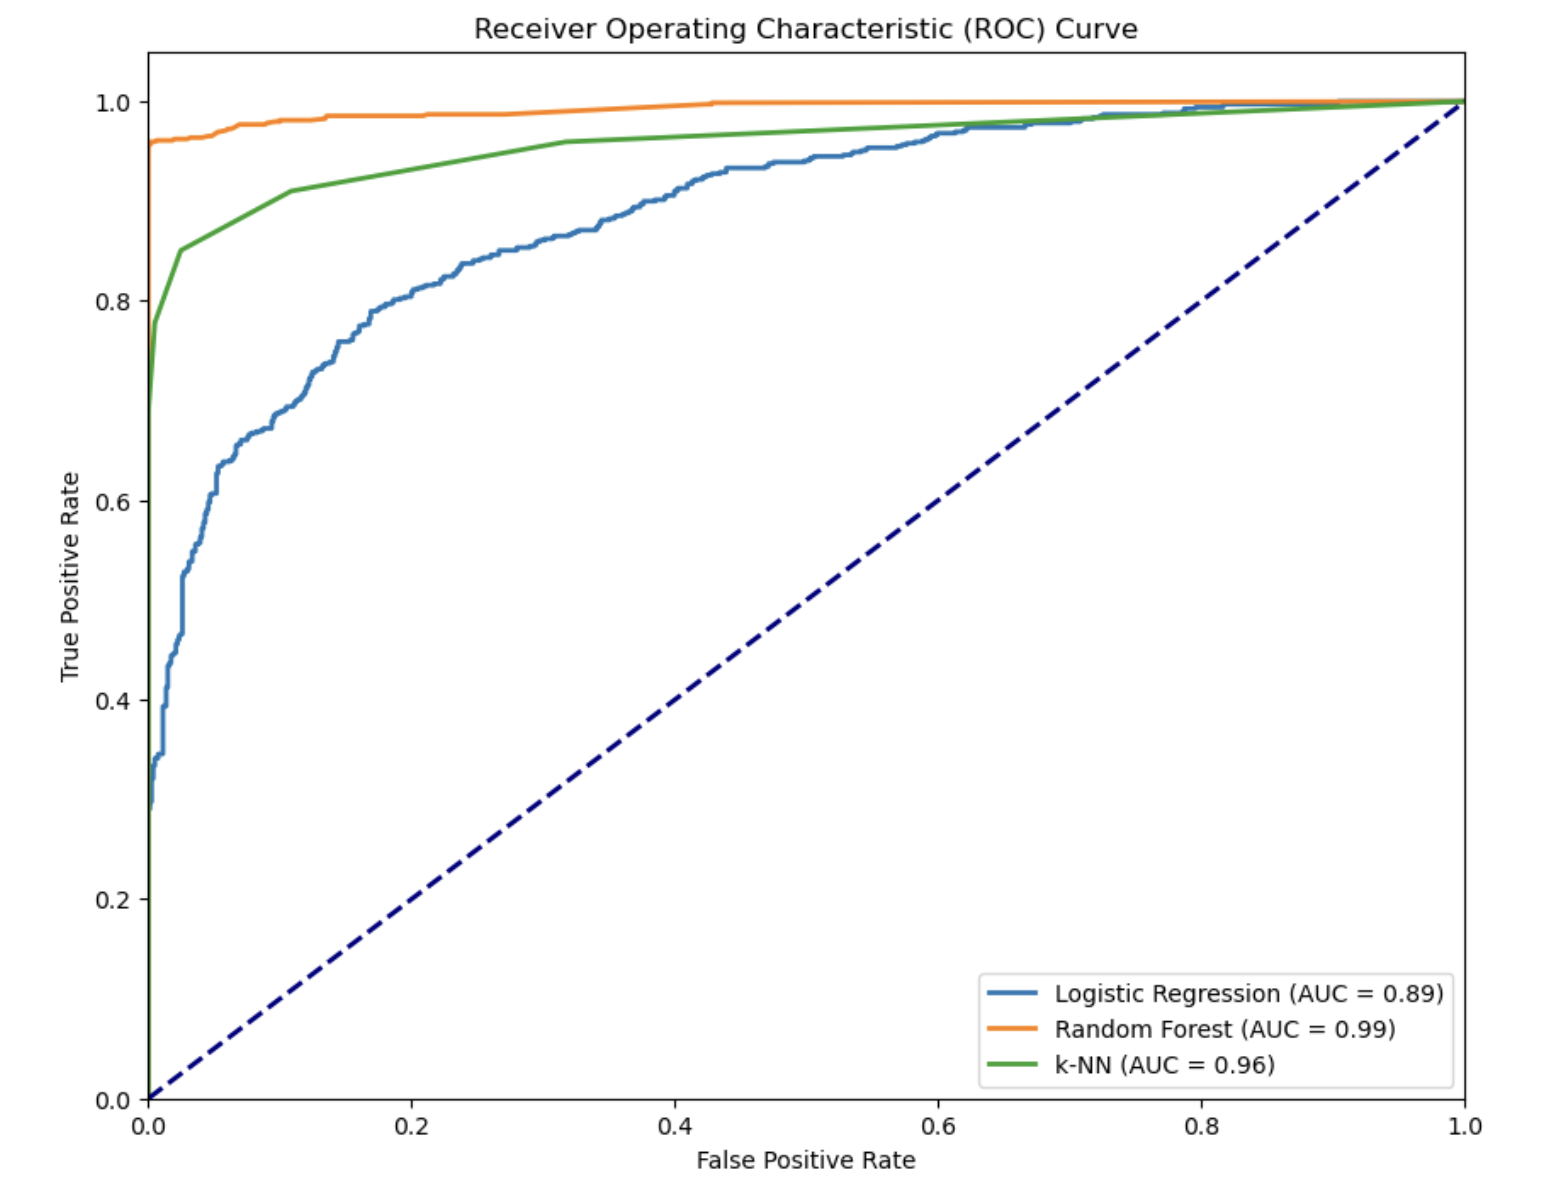 Receiver Operating Characteristic (ROC) Curve
1.0
0.8
0.6
0.4
0.2
0.0
True Positive Rate
0.0 0.2 0.4 0.6 0.8 1.0
False Positive Rate
Logistic Regression (AUC = 0.89)
Random Forest (AUC = 0.99)
k-NN (AUC = 0.96)